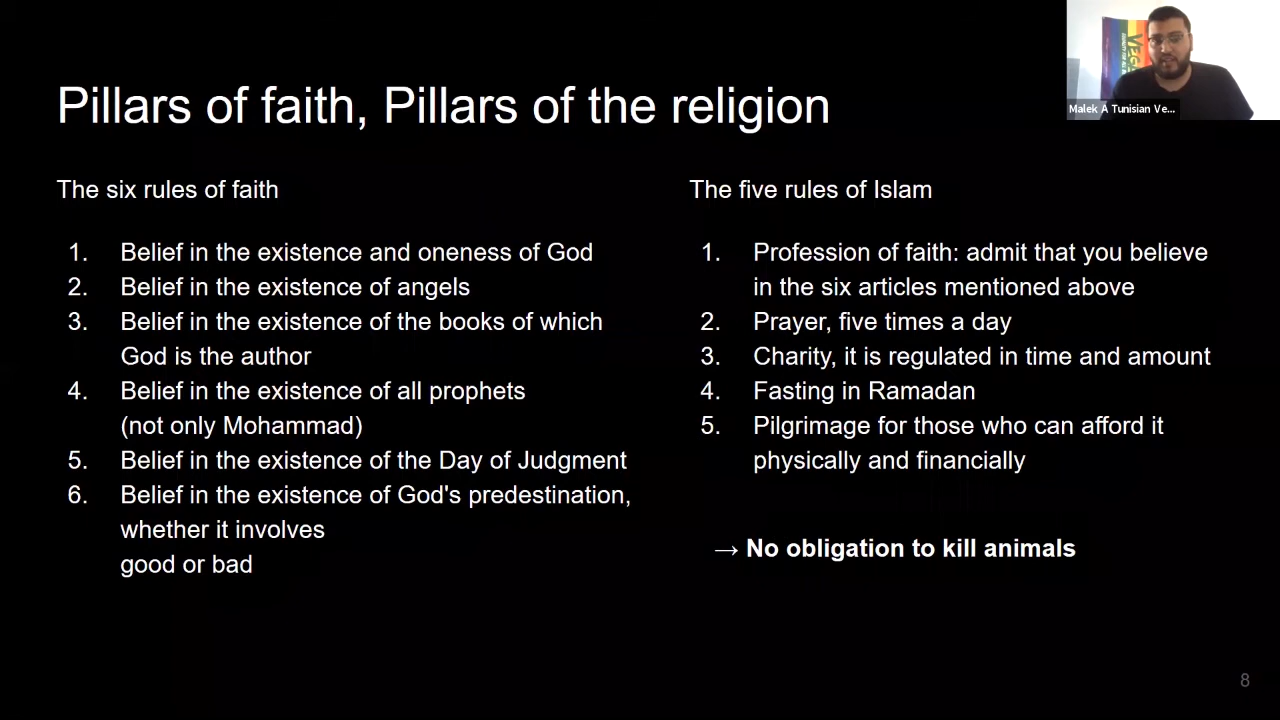 Malek A Tunisian Ve...
Pillars of faith, Pillars of the religion
The six rules of faith
1. Belief in the existence and oneness of God
2. Belief in the existence of angels
3. Belief in the existence of the books of which
God is the author
4. Belief in the existence of all prophets
(not only Mohammad)
5. Belief in the existence of the Day of Judgment
6. Belief in the existence of God's predestination,
whether it involves
good or bad
The five rules of Islam
1. Profession of faith: admit that you believe
in the six articles mentioned above
2. Prayer, five times a day
3. Charity, it is regulated in time and amount
4. Fasting in Ramadan
5. Pilgrimage for those who can afford it
physically and financially
→ No obligation to kill animals
8